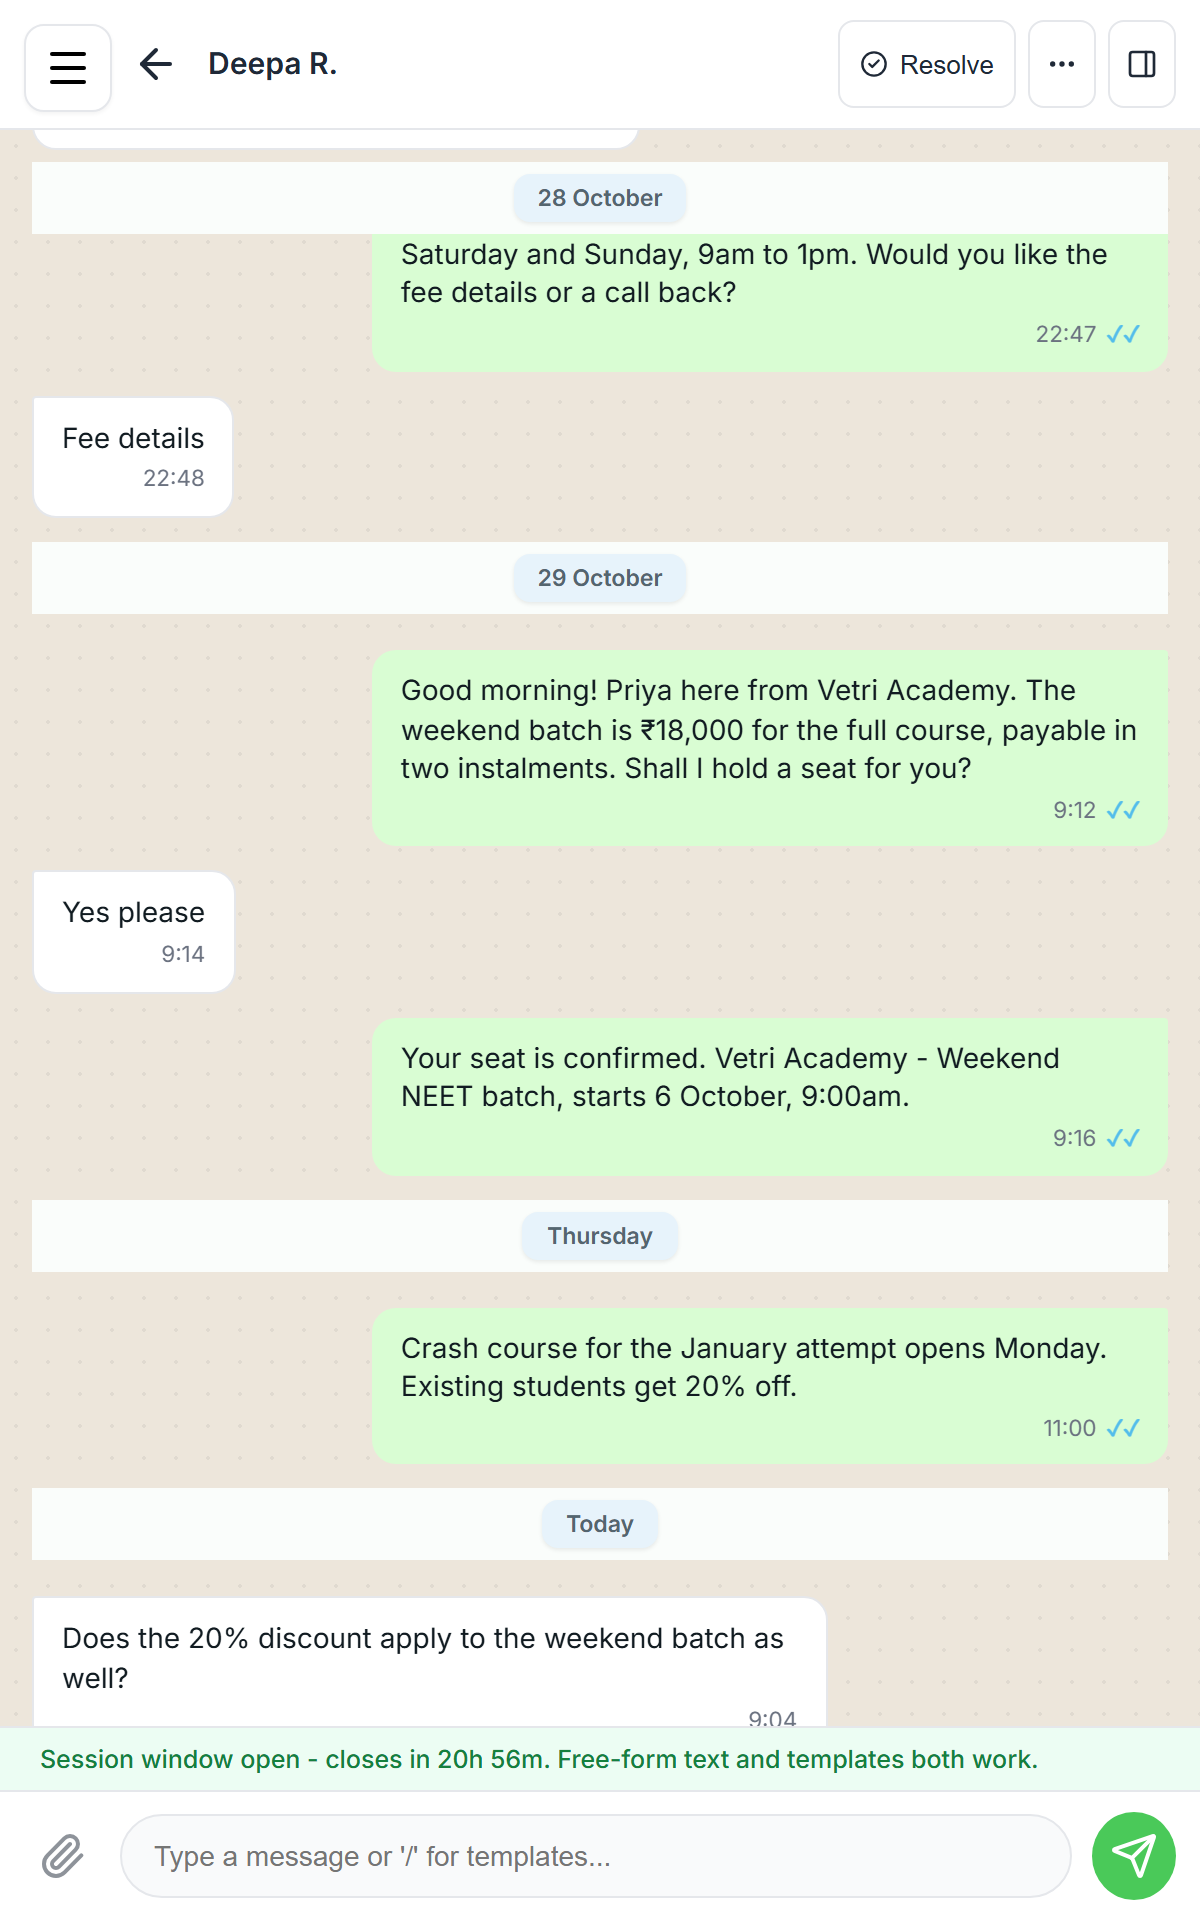 Deepa R.
Resolve
28 October
Saturday and Sunday, 9am to 1pm. Would you like the
fee details or a call back?
22:47
Fee details
22:48
29 October
Good morning! Priya here from Vetri Academy. The
weekend batch is ₹18,000 for the full course, payable in
two instalments. Shall I hold a seat for you?
9:12
Yes please
9:14
Your seat is confirmed. Vetri Academy - Weekend
NEET batch, starts 6 October, 9:00am.
9:16
Thursday
Crash course for the January attempt opens Monday.
Existing students get 20% off.
11:00
Today
Does the 20% discount apply to the weekend batch as
well?
9:04
Session window open - closes in 20h 56m. Free-form text and templates both work.
Type a message or '/' for templates...